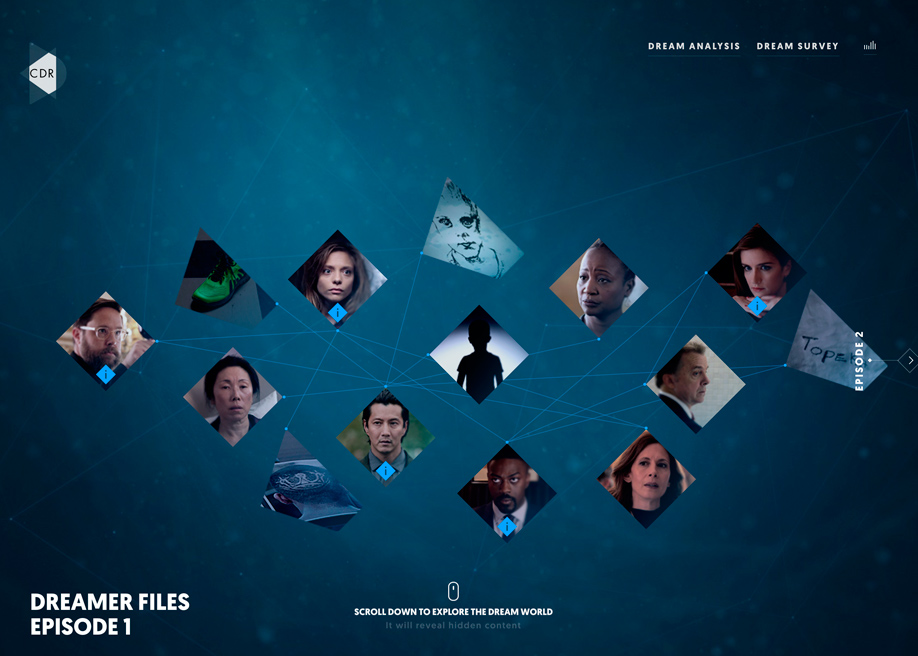 DREAM ANALYSIS DREAM SURVEY
CDR
EPISODE 2
DREAMER FILES
EPISODE 1
SCROLL DOWN TO EXPLORE THE DREAM WORLD
It will reveal hidden content